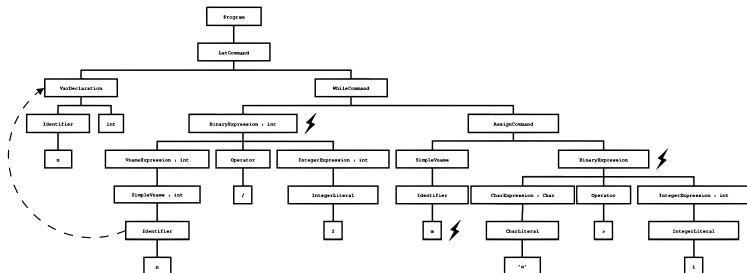 Program
LetCommand
VarDeclaration
WhileCommand
Identifier
int
BinaryExpression : int
AssignCommand
n
VnameExpression : int
Operator
IntegerExpression : int
SimpleVname
BinaryExpression
SimpleVname : int
/
IntegerLiteral
Identifier
CharExpression : Char
Operator
IntegerExpression : int
Identifier
2
m
CharLiteral
>
IntegerLiteral
n
1